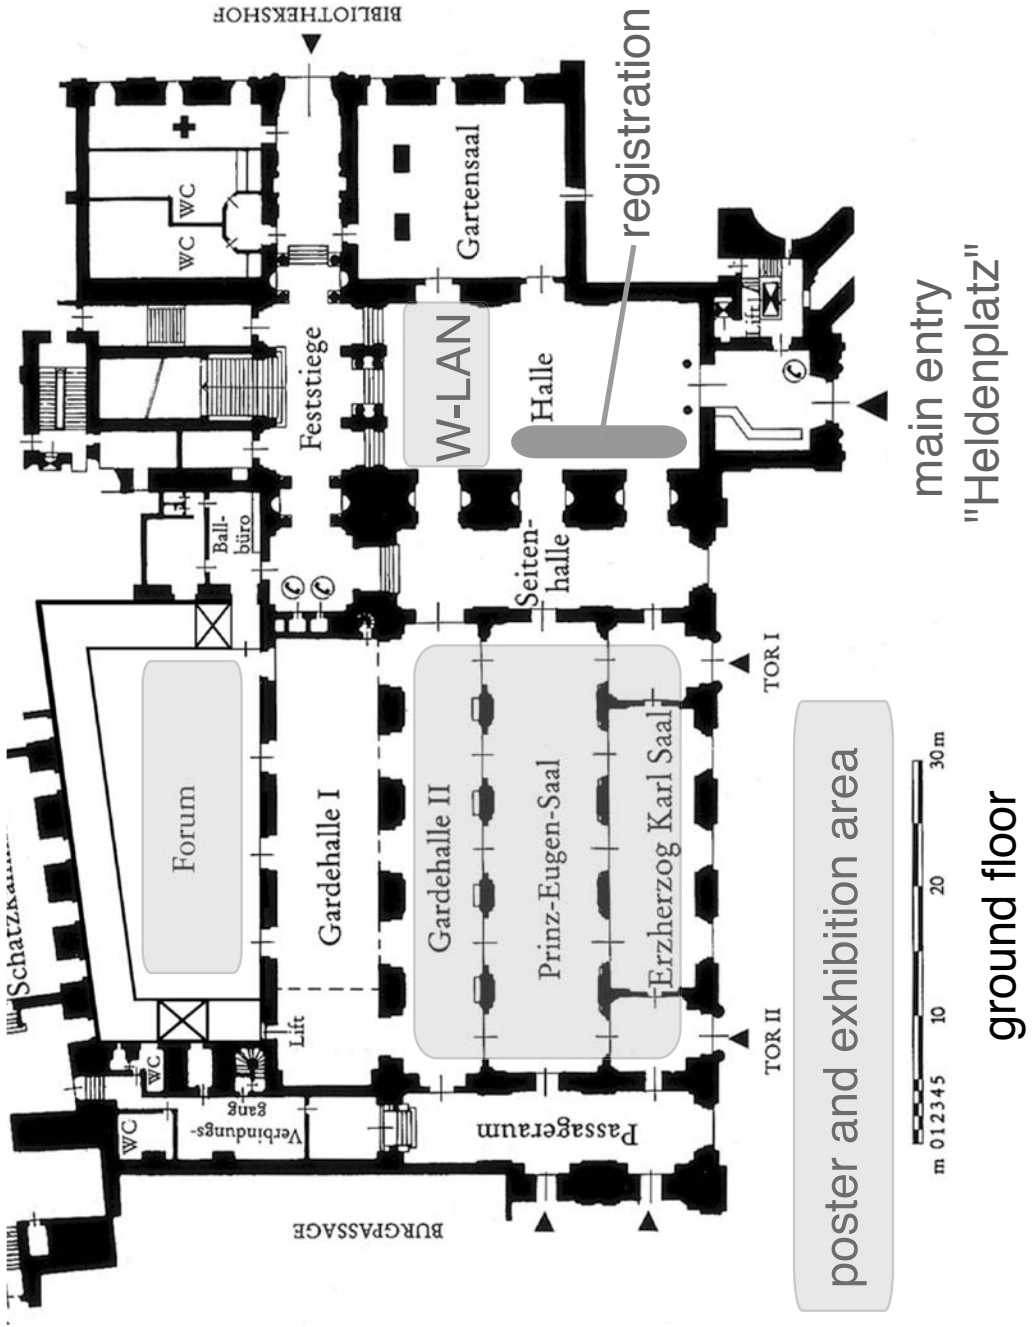 WC
WC
Forum
WC
WC
Ball-
büro
Verbindungs-
gang
Lift
Feststiege
BIBLIOTHEKSHOF
BURGPASSAGE
Gardehalle I
Gardehalle II
W-LAN
Gartensaal
Passageraum
Prinz-Eugen-Saal
Seiten-
halle
Halle
registration
Erzherzog Karl Saal
Lift
TOR II
TOR I
poster and exhibition area
m 0 1 2 3 4 5 10 20 30 m
main entry
"Heldenplatz"
ground floor